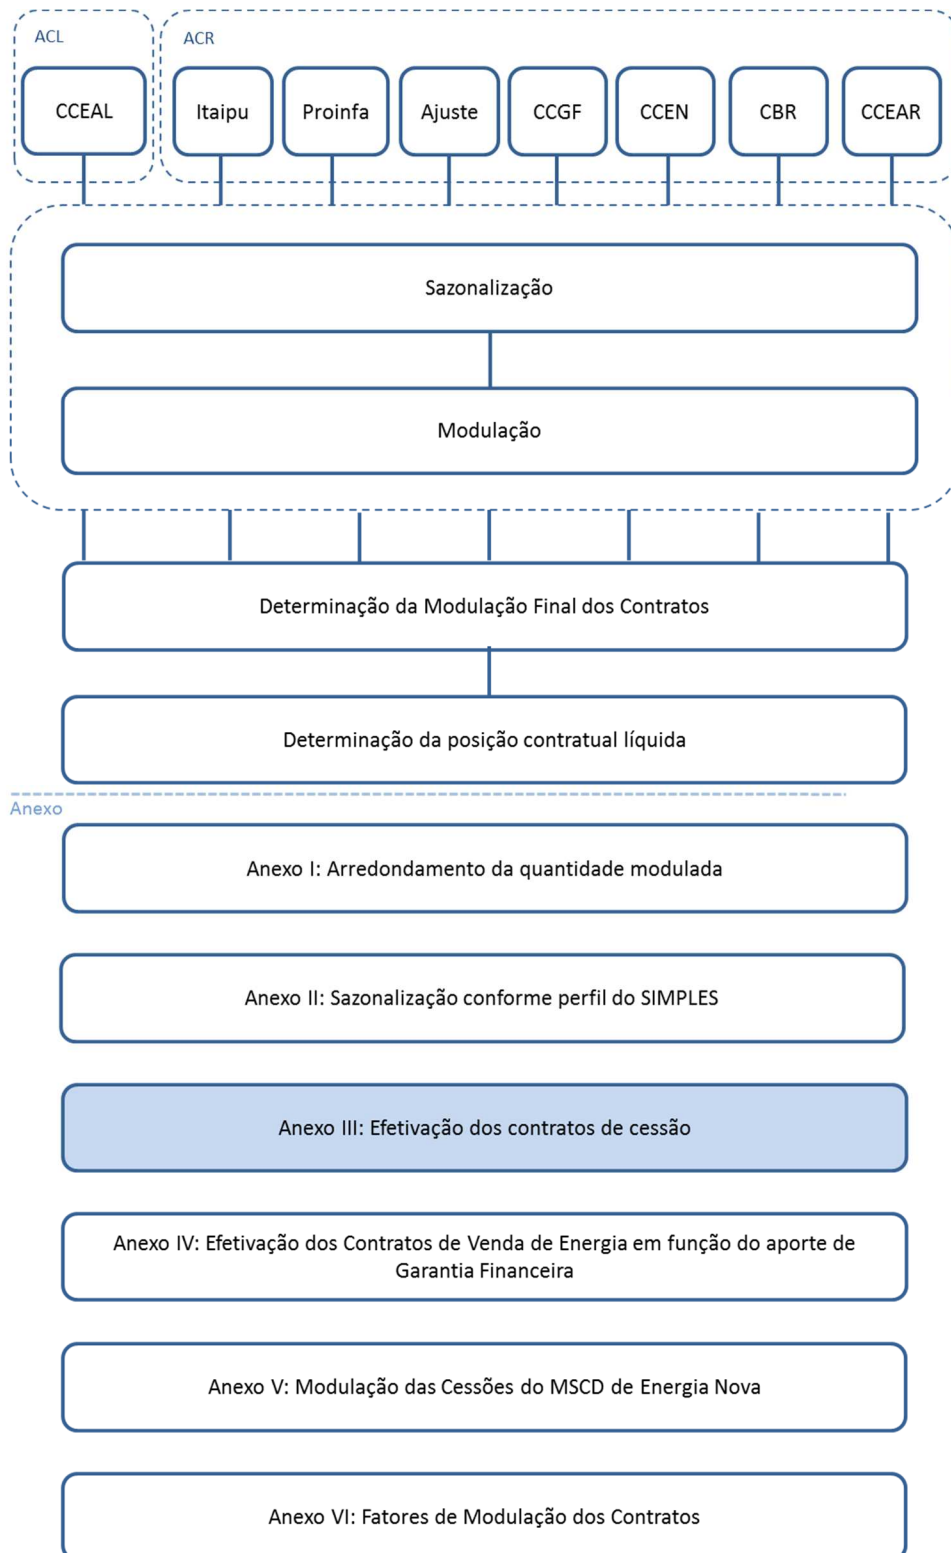 ACL
ACR
CCEAL
Itaipu
Proinfa
Ajuste
CCGF
CCEN
CBR
CCEAR
Sazonalização
Modulação
Determinação da Modulação Final dos Contratos
Determinação da posição contratual líquida
Anexo
Anexo I: Arredondamento da quantidade modulada
Anexo II: Sazonalização conforme perfil do SIMPLES
Anexo III: Efetivação dos contratos de cessão
Anexo IV: Efetivação dos Contratos de Venda de Energia em função do aporte de
Garantia Financeira
Anexo V: Modulação das Cessões do MSCD de Energia Nova
Anexo VI: Fatores de Modulação dos Contratos